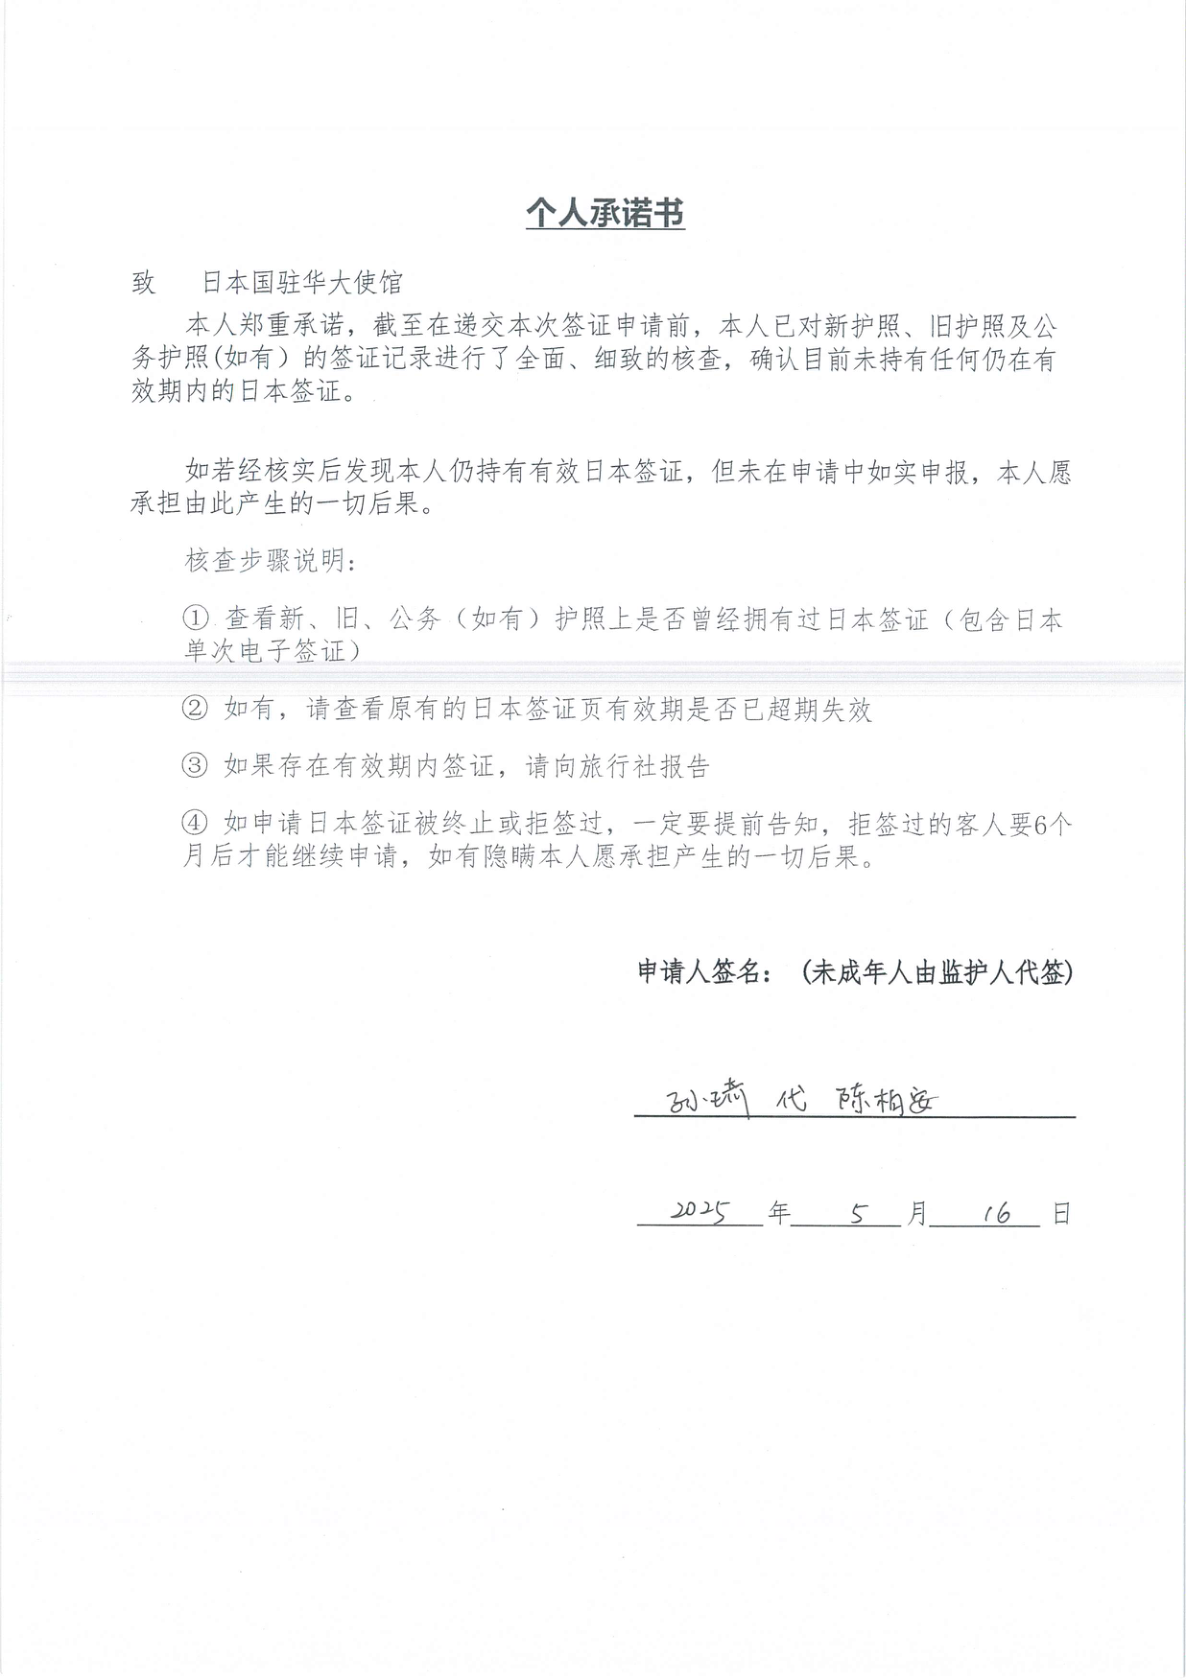 个人承诺书
致 日本国驻华大使馆
本人郑重承诺，截至在递交本次签证申请前，本人已对新护照、旧护照及公
务护照(如有）的签证记录进行了全面、细致的核查，确认目前未持有任何仍在有
效期内的日本签证。
如若经核实后发现本人仍持有有效日本签证，但未在申请中如实申报，本人愿
承担由此产生的一切后果。
核查步骤说明：
① 查看新、旧、公务（如有）护照上是否曾经拥有过日本签证（包含日本
单次电子签证）
② 如有，请查看原有的日本签证页有效期是否已超期失效
③ 如果存在有效期内签证，请向旅行社报告
④ 如申请日本签证被终止或拒签过，一定要提前告知，拒签过的客人要6个
月后才能继续申请，如有隐瞒本人愿承担产生的一切后果。
申请人签名：（未成年人由监护人代签)
孙 代 陈柏安
2025 年 5 月 16 日